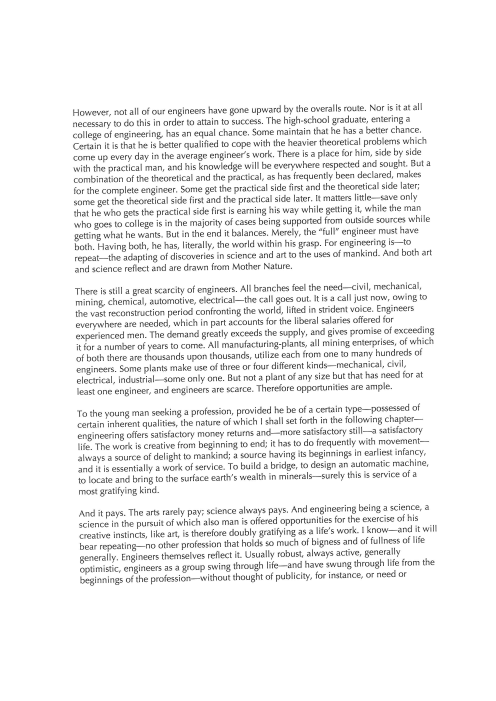 However, not all of our engineers have gone upward by the overalls route. Nor is it at all
necessary to do this in order to attain to success. The high-school graduate, entering a
college of engineering, has an equal chance. Some maintain that he has a better chance.
Certain it is that he is better qualified to cope with the heavier theoretical problems which
come up every day in the average engineer's work. There is a place for him, side by side
with the practical man, and his knowledge will be everywhere respected and sought. But a
combination of the theoretical and the practical, as has frequently been declared, makes
for the complete engineer. Some get the practical side first and the theoretical side later;
some get the theoretical side first and the practical side later. It matters little—save only
that he who gets the practical side first is earning his way while getting it, while the man
who goes to college is in the majority of cases being supported from outside sources while
getting what he wants. But in the end it balances. Merely, the "full" engineer must have
both. Having both, he has, literally, the world within his grasp. For engineering is—to
repeat—the adapting of discoveries in science and art to the uses of mankind. And both art
and science reflect and are drawn from Mother Nature.
There is still a great scarcity of engineers. All branches feel the need—civil, mechanical,
mining, chemical, automotive, electrical—the call goes out. It is a call just now, owing to
the vast reconstruction period confronting the world, lifted in strident voice. Engineers
everywhere are needed, which in part accounts for the liberal salaries offered for
experienced men. The demand greatly exceeds the supply, and gives promise of exceeding
it for a number of years to come. All manufacturing-plants, all mining enterprises, of which
of both there are thousands upon thousands, utilize each from one to many hundreds of
engineers. Some plants make use of three or four different kinds—mechanical, civil,
electrical, industrial—some only one. But not a plant of any size but that has need for at
least one engineer, and engineers are scarce. Therefore opportunities are ample.
To the young man seeking a profession, provided he be of a certain type—possessed of
certain inherent qualities, the nature of which I shall set forth in the following chapter—
engineering offers satisfactory money returns and—more satisfactory still—a satisfactory
life. The work is creative from beginning to end; it has to do frequently with movement—
always a source of delight to mankind; a source having its beginnings in earliest infancy,
and it is essentially a work of service. To build a bridge, to design an automatic machine,
to locate and bring to the surface earth's wealth in minerals—surely this is service of a
most gratifying kind.
And it pays. The arts rarely pay; science always pays. And engineering being a science, a
science in the pursuit of which also man is offered opportunities for the exercise of his
creative instincts, like art, is therefore doubly gratifying as a life's work. I know—and it will
bear repeating—no other profession that holds so much of bigness and of fullness of life
generally. Engineers themselves reflect it. Usually robust, always active, generally
optimistic, engineers as a group swing through life—and have swung through life from the
beginnings of the profession—without thought of publicity, for instance, or need or